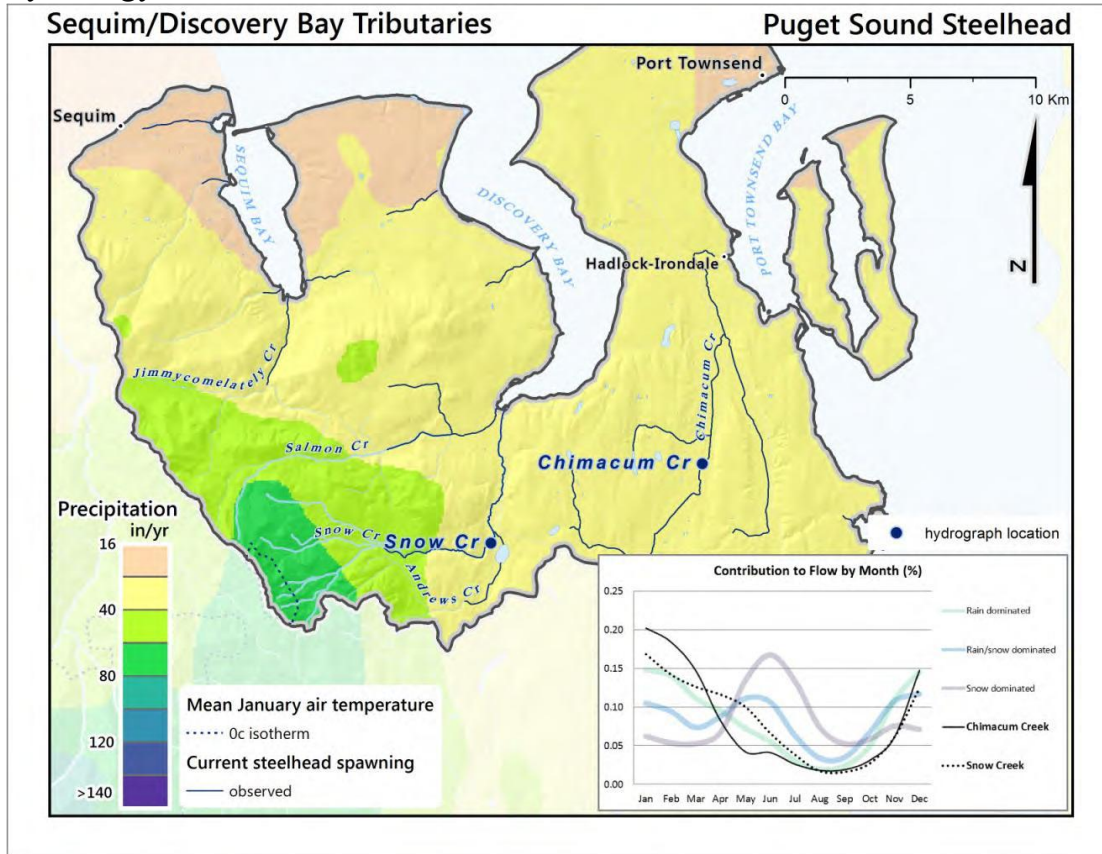 Sequim/Discovery Bay Tributaries
Puget Sound Steelhead
Port Townsend
0 5 10 Km
Sequim
SEQUIM BAY
DISCOVERY BAY
PORT TOWNSEND BAY
Hadlock-Irondale
N
Jimmycomelately Cr
Chimacum Cr
Salmon Cr
Chimacum Cr
Snow Cr
Snow Cr
Andrews Cr
hydrograph location
Precipitation
in/yr
16
40
80
120
>140
Mean January air temperature
0c isotherm
Current steelhead spawning
observed
Contribution to Flow by Month (%)
0.25
0.20
0.15
0.10
0.05
0.00
Jan Feb Mar Apr May Jun Jul Aug Sep Oct Nov Dec
Rain dominated
Rain/snow dominated
Snow dominated
Chimacum Creek
Snow Creek